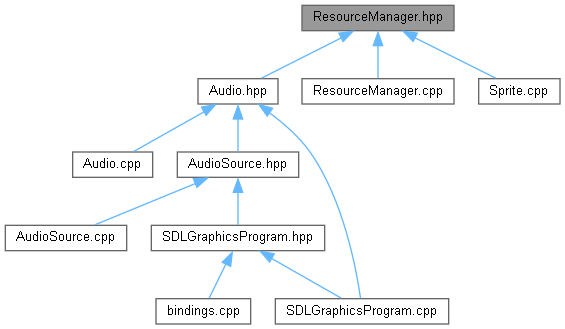 ResourceManager.hpp
Audio.hpp
ResourceManager.cpp
Sprite.cpp
Audio.cpp
AudioSource.hpp
AudioSource.cpp
SDLGraphicsProgram.hpp
bindings.cpp
SDLGraphicsProgram.cpp